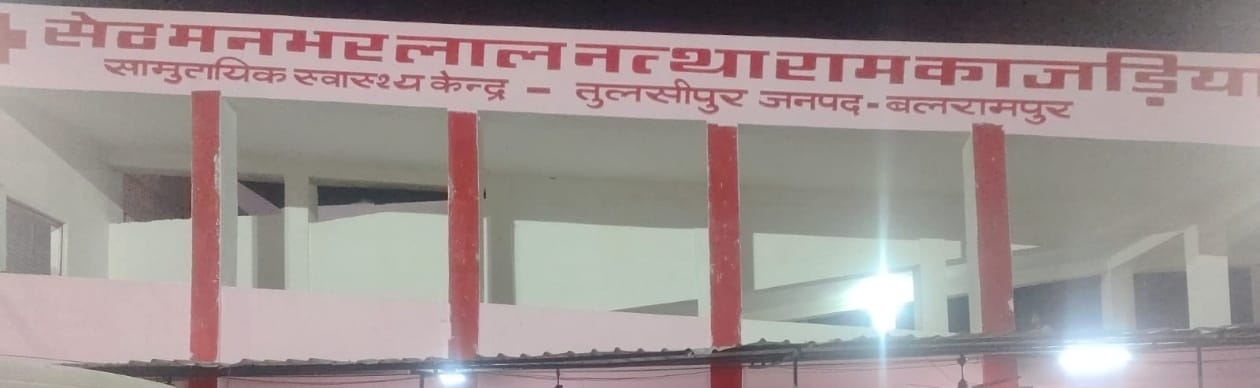 सेठ मनभर लाल नत्था राम काजड़िया
सामुदायिक स्वास्थ्य केन्द्र - तुलसीपुर जनपद - बलरामपुर